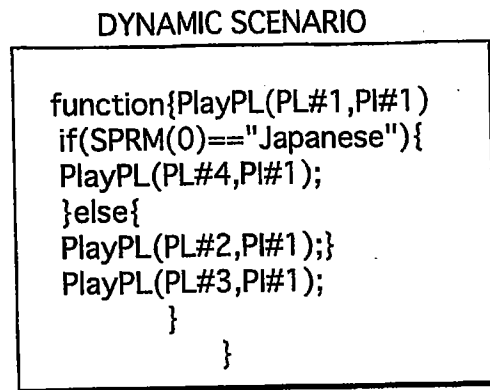 DYNAMIC SCENARIO
function{PlayPL(PL#1,PI#1)
if(SPRM(0)=="Japanese"){
PlayPL(PL#4,PI#1);
}else{
PlayPL(PL#2,PI#1);}
PlayPL(PL#3,PI#1);
}
}